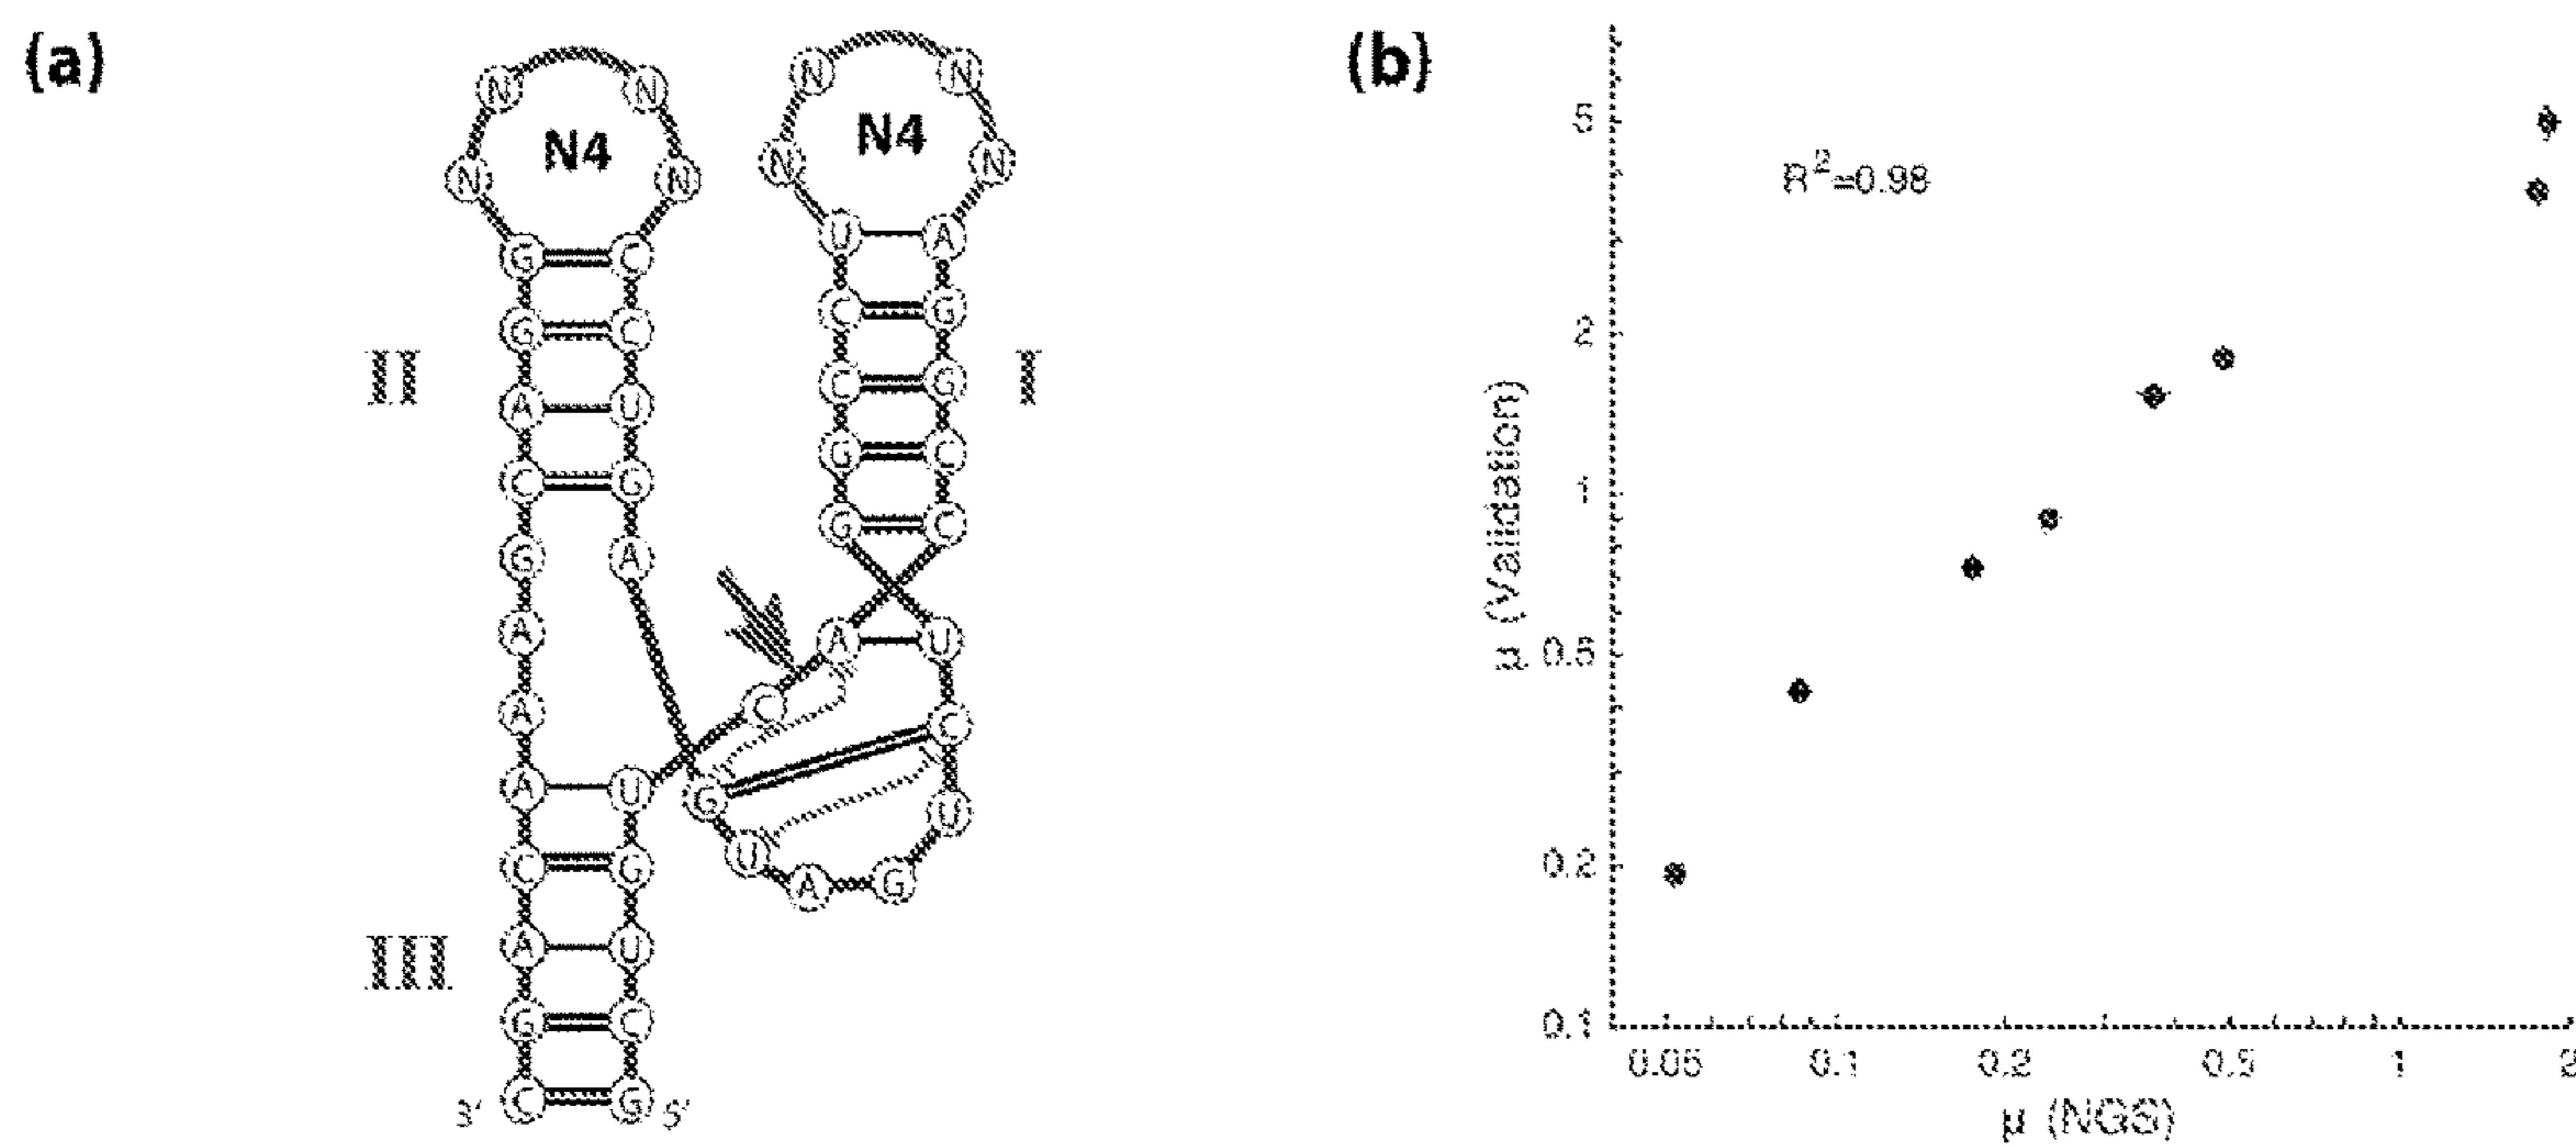 (a)
N N N N
N4
N N N N
N4
G C U A
G C C G
A U C G
C G G C
G A G C
A
A A U
C C
A U G U
U
C G A G
A U
G C
3' C G 5'
II
I
III
(b)
R²=0.98
μ (Validation)
5
2
1
0.5
0.2
0.1
0.05 0.1 0.2 0.5 1 2
μ (NGS)